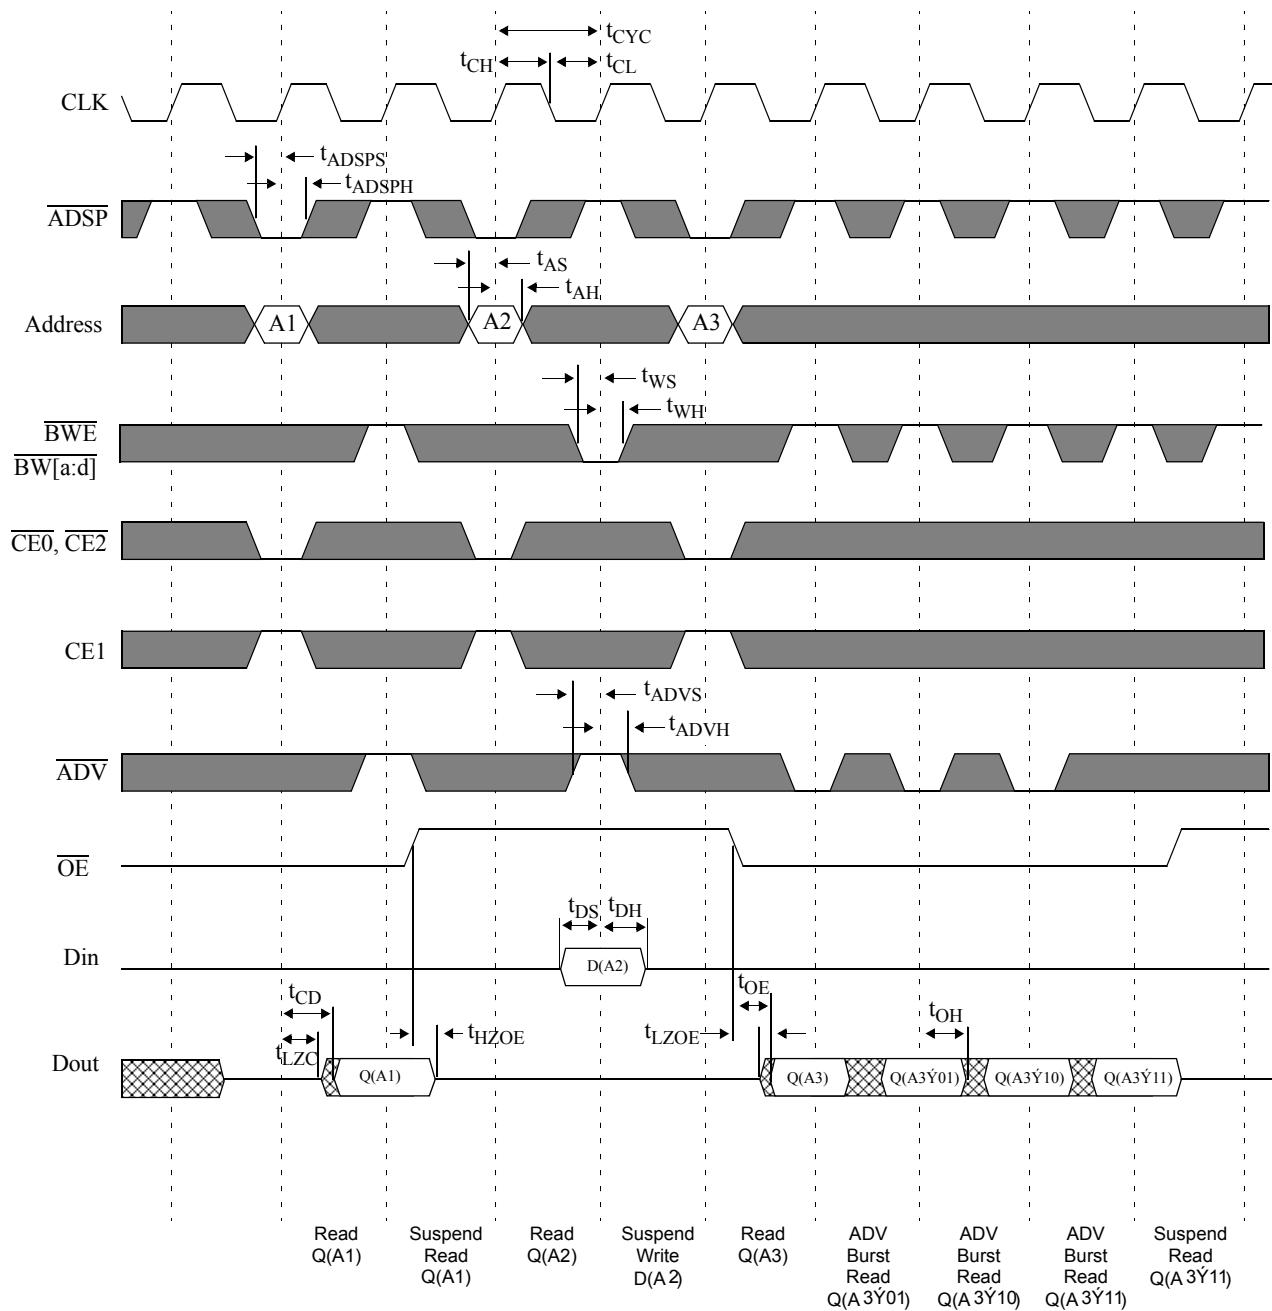 tCYC
tCH
tCL
CLK
tADSPS
tADSPH
ADSP
tAS
tAH
Address
A1
A2
A3
tWS
tWH
BWE
BW[a:d]
CE0, CE2
CE1
tADVS
tADVH
ADV
OE
tDS
tDH
Din
D(A2)
tCD
tOE
tOH
tLZC
tHZOE
tLZOE
Dout
Q(A1)
Q(A3)
Q(A3Ý01)
Q(A3Ý10)
Q(A3Ý11)
Read
Q(A1)
Suspend
Read
Q(A1)
Read
Q(A2)
Suspend
Write
D(A2)
Read
Q(A3)
ADV
Burst
Read
Q(A3Ý01)
ADV
Burst
Read
Q(A3Ý10)
ADV
Burst
Read
Q(A3Ý11)
Suspend
Read
Q(A3Ý11)